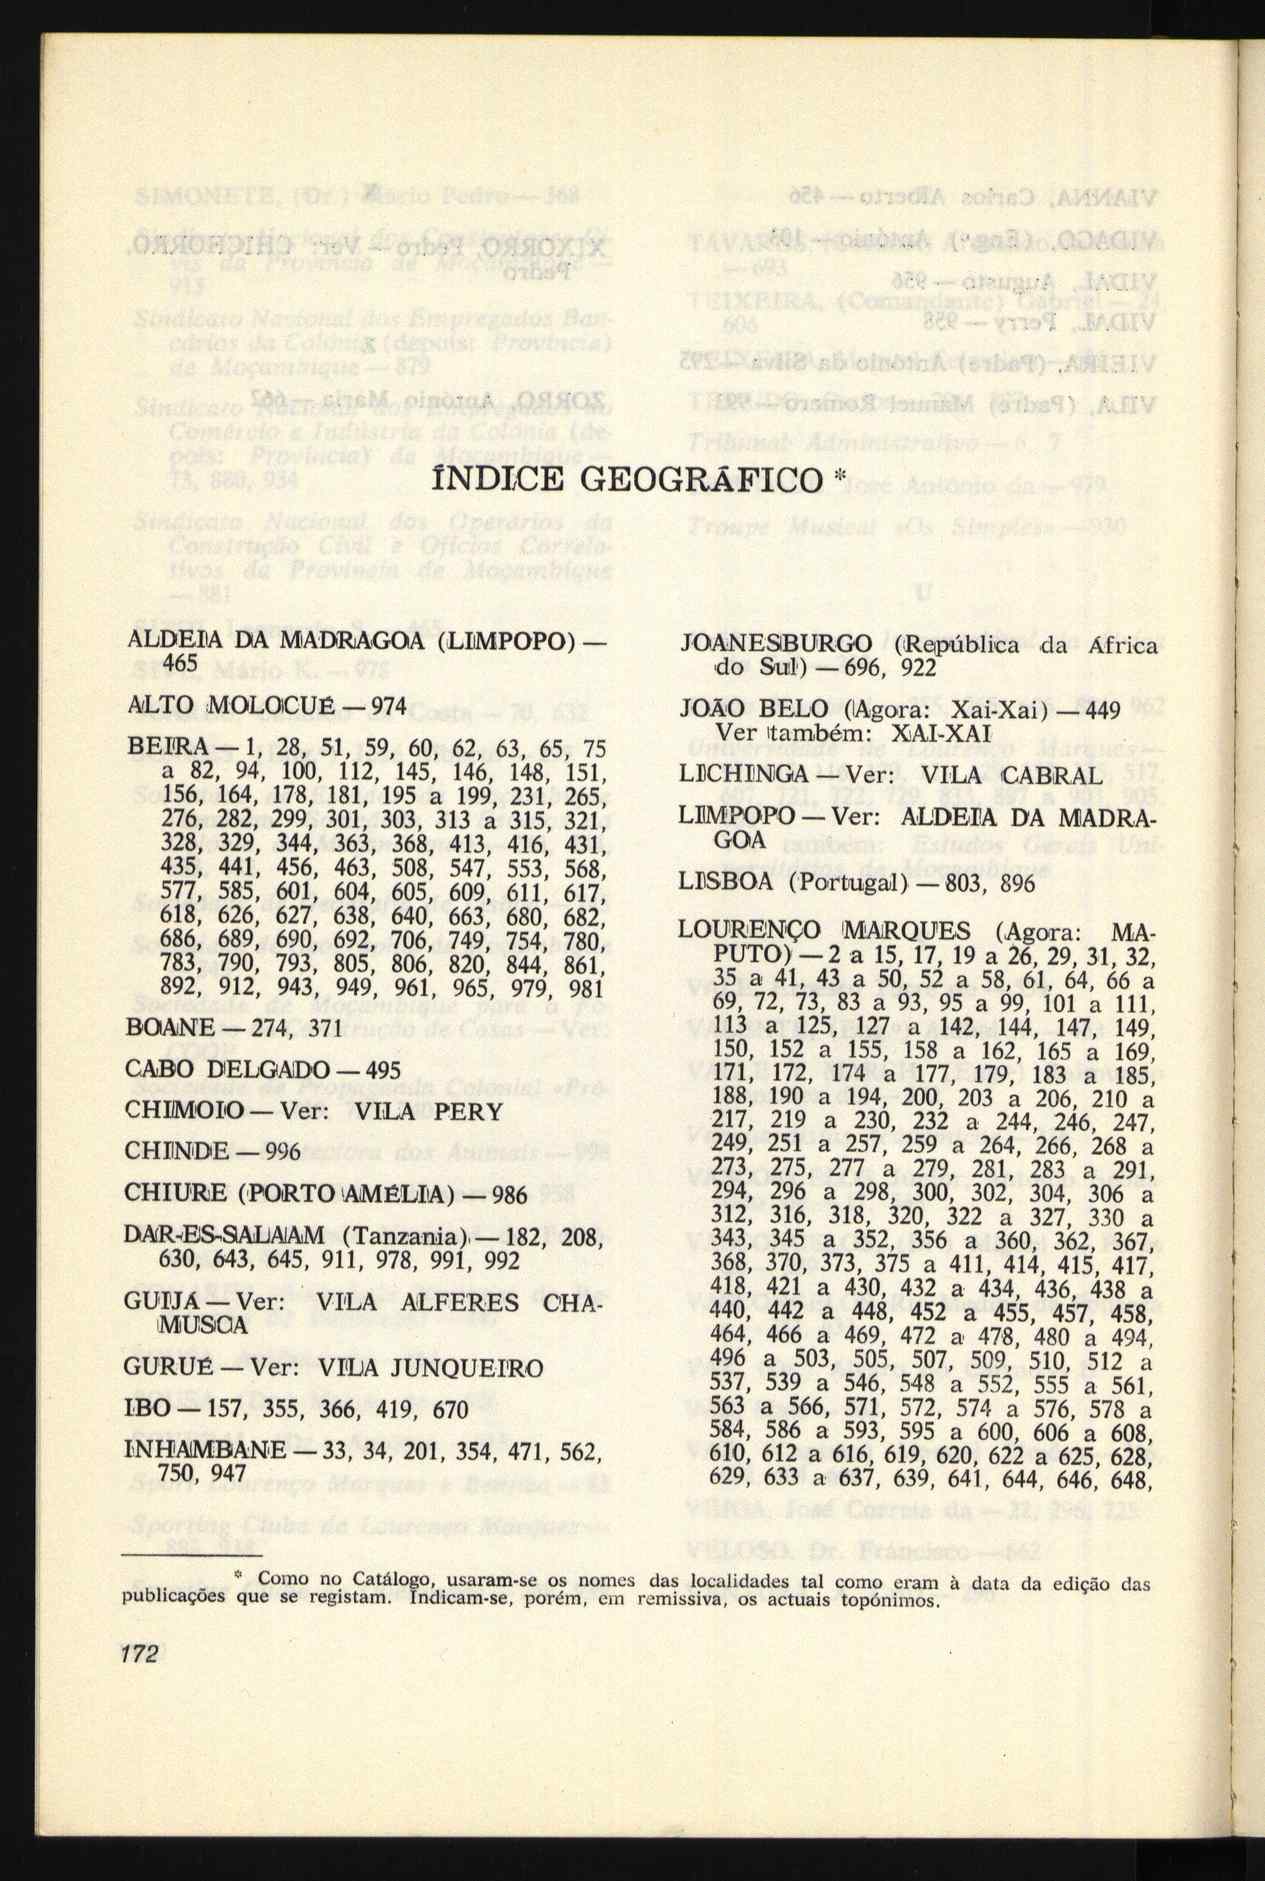 ÍNDICE GEOGRÁFICO *
ALDEIA DA MADRAGOA (LIMPOPO) —
465
ALTO MOLOCUÉ — 974
BEIRA — 1, 28, 51, 59, 60, 62, 63, 65, 75
a 82, 94, 100, 112, 145, 146, 148, 151,
156, 164, 178, 181, 195 a 199, 231, 265,
276, 282, 299, 301, 303, 313 a 315, 321,
328, 329, 344, 363, 368, 413, 416, 431,
435, 441, 456, 463, 508, 547, 553, 568,
577, 585, 601, 604, 605, 609, 611, 617,
618, 626, 627, 638, 640, 663, 680, 682,
686, 689, 690, 692, 706, 749, 754, 780,
783, 790, 793, 805, 806, 820, 844, 861,
892, 912, 943, 949, 961, 965, 979, 981
BOANE — 274, 371
CABO DELGADO — 495
CHIMOIO — Ver: VILA PERY
CHINDE — 996
CHIURE (PORTO AMÉLIA) — 986
DAR-ES-SALAAM (Tanzania) — 182, 208,
630, 643, 645, 911, 978, 991, 992
GUIJÁ — Ver: VILA ALFERES CHA-
MUSCA
GURUÉ — Ver: VILA JUNQUEIRO
IBO — 157, 355, 366, 419, 670
INHAMBANE — 33, 34, 201, 354, 471, 562,
750, 947
JOANESBURGO (República da África
do Sul) — 696, 922
JOÃO BELO (Agora: Xai-Xai) — 449
Ver também: XAI-XAI
LICHINGA — Ver: VILA CABRAL
LIMPOPO — Ver: ALDEIA DA MADRA-
GOA
LISBOA (Portugal) — 803, 896
LOURENÇO MARQUES (Agora: MA-
PUTO) — 2 a 15, 17, 19 a 26, 29, 31, 32,
35 a 41, 43 a 50, 52 a 58, 61, 64, 66 a
69, 72, 73, 83 a 93, 95 a 99, 101 a 111,
113 a 125, 127 a 142, 144, 147, 149,
150, 152 a 155, 158 a 162, 165 a 169,
171, 172, 174 a 177, 179, 183 a 185,
188, 190 a 194, 200, 203 a 206, 210 a
217, 219 a 230, 232 a 244, 246, 247,
249, 251 a 257, 259 a 264, 266, 268 a
273, 275, 277 a 279, 281, 283 a 291,
294, 296 a 298, 300, 302, 304, 306 a
312, 316, 318, 320, 322 a 327, 330 a
343, 345 a 352, 356 a 360, 362, 367,
368, 370, 373, 375 a 411, 414, 415, 417,
418, 421 a 430, 432 a 434, 436, 438 a
440, 442 a 448, 452 a 455, 457, 458,
464, 466 a 469, 472 a 478, 480 a 494,
496 a 503, 505, 507, 509, 510, 512 a
537, 539 a 546, 548 a 552, 555 a 561,
563 a 566, 571, 572, 574 a 576, 578 a
584, 586 a 593, 595 a 600, 606 a 608,
610, 612 a 616, 619, 620, 622 a 625, 628,
629, 633 a 637, 639, 641, 644, 646, 648,
* Como no Catálogo, usaram-se os nomes das localidades tal como eram à data da edição das
publicações que se registam. Indicam-se, porém, em remissiva, os actuais topónimos.
172